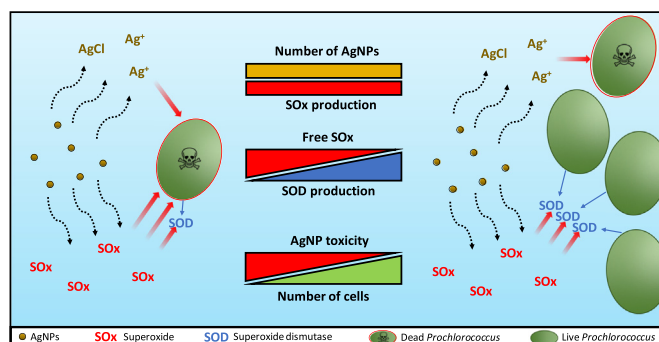 AgCl
Ag⁺
Ag⁺
SOD
SOx
SOx
SOx
SOx
Number of AgNPs
SOx production
Free SOx
SOD production
AgNP toxicity
Number of cells
AgCl
Ag⁺
Ag⁺
SOD
SOD
SOD
SOx
SOx
SOx
SOx
AgNPs SOx Superoxide SOD Superoxide dismutase Dead Prochlorococcus Live Prochlorococcus